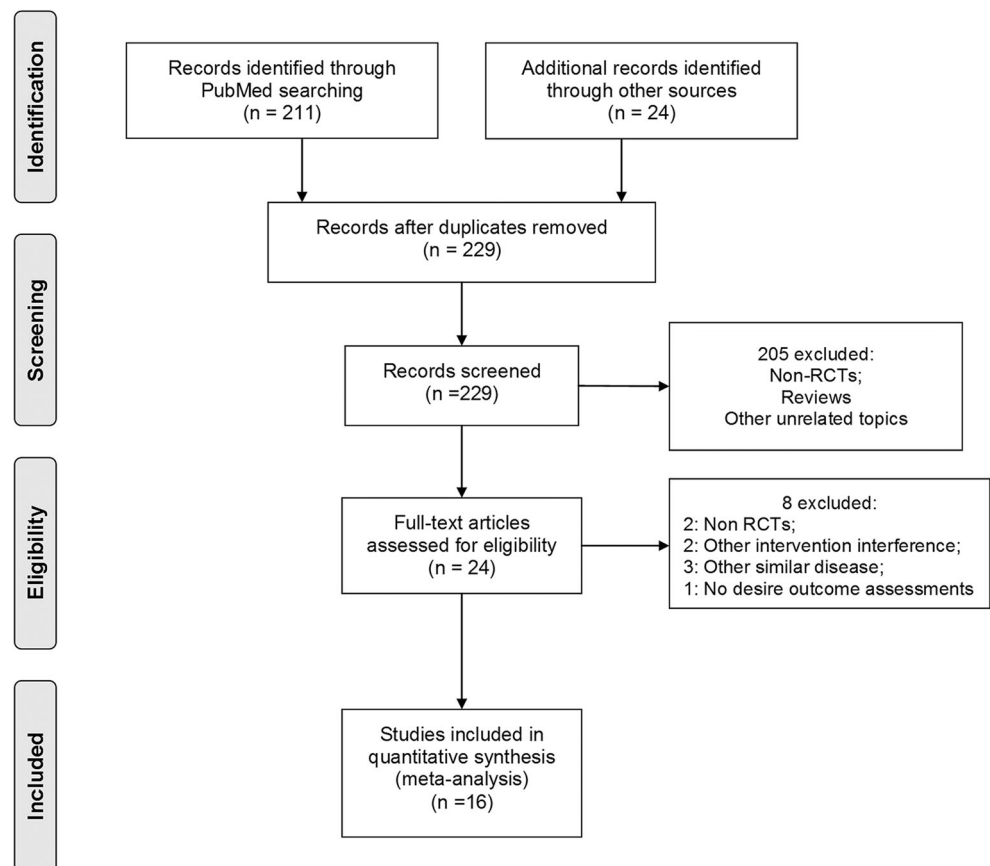 Identification
Records identified through
PubMed searching
(n = 211)
Additional records identified
through other sources
(n = 24)
Records after duplicates removed
(n = 229)
Screening
Records screened
(n =229)
205 excluded:
Non-RCTs;
Reviews
Other unrelated topics
Eligibility
Full-text articles
assessed for eligibility
(n = 24)
8 excluded:
2: Non RCTs;
2: Other intervention interference;
3: Other similar disease;
1: No desire outcome assessments
Included
Studies included in
quantitative synthesis
(meta-analysis)
(n =16)